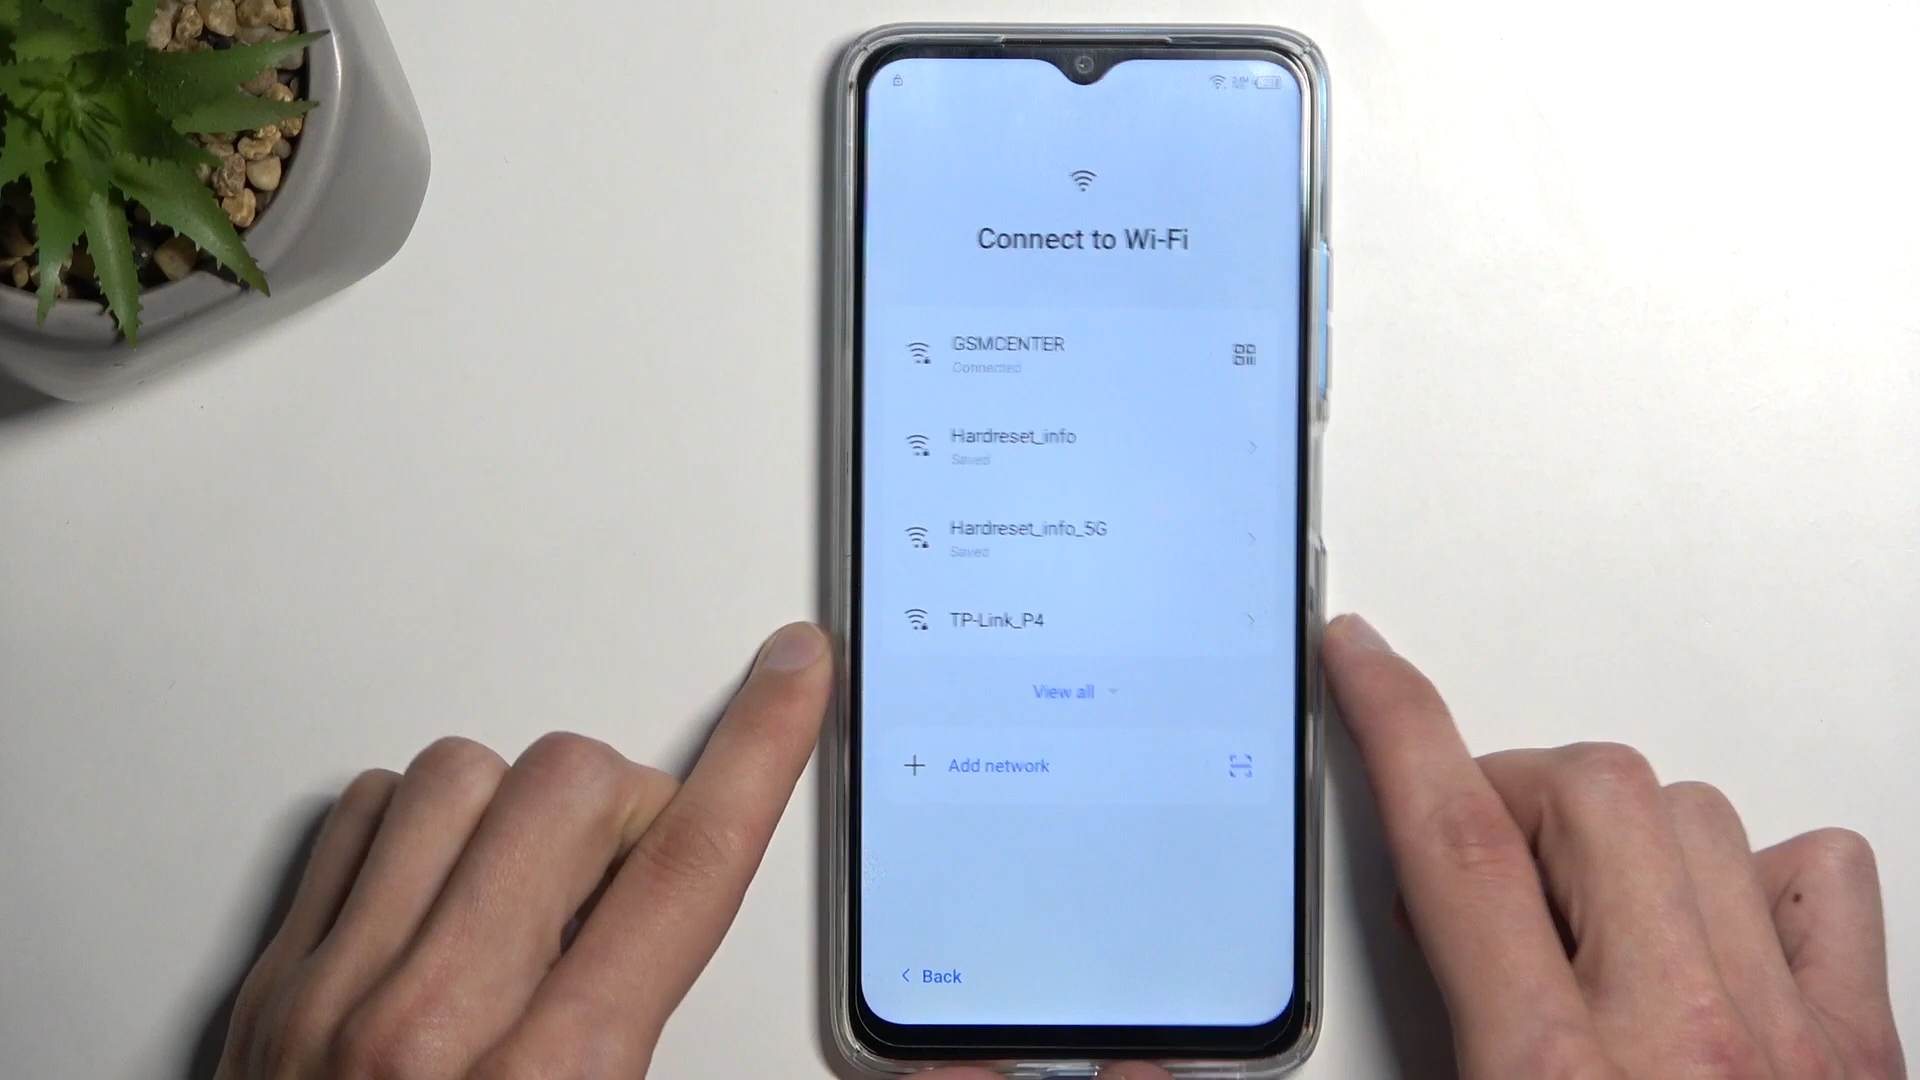 Connect to Wi-Fi
GSMCENTER
Connected
Hardreset_info
Saved
Hardreset_info_5G
Saved
TP-Link_P4
View all
Add network
Back